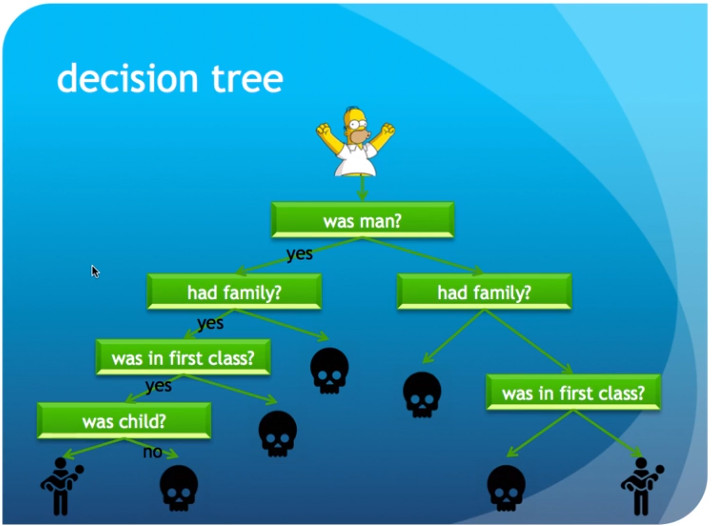 decision tree
was man?
yes
had family?
had family?
yes
was in first class?
yes
was in first class?
was child?
no